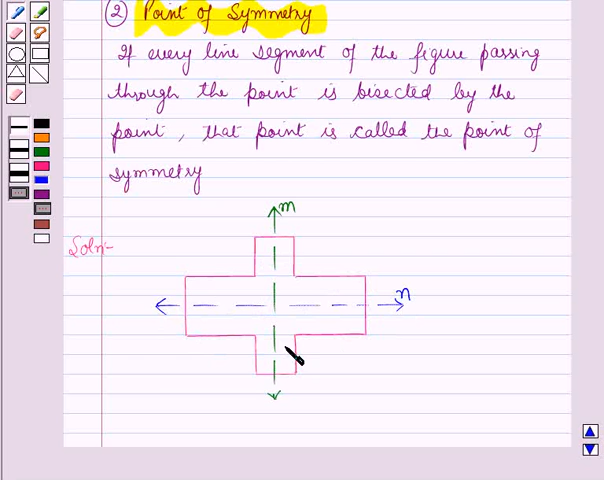 ② Point of Symmetry
If every line segment of the figure passing
through the point is bisected by the
point, that point is called the point of
symmetry
m
Soln:-
n